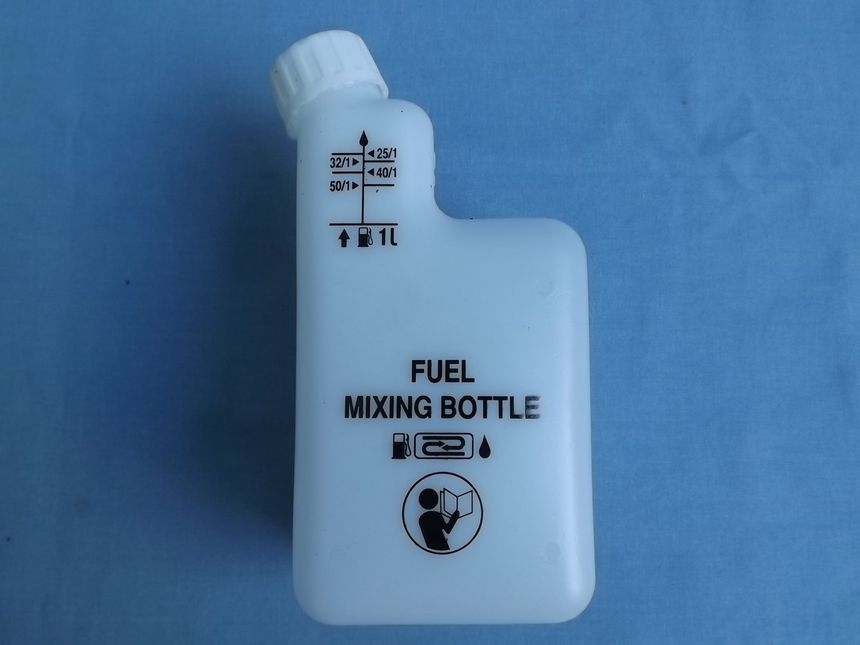 25/1
32/1
40/1
50/1
1L
FUEL
MIXING BOTTLE